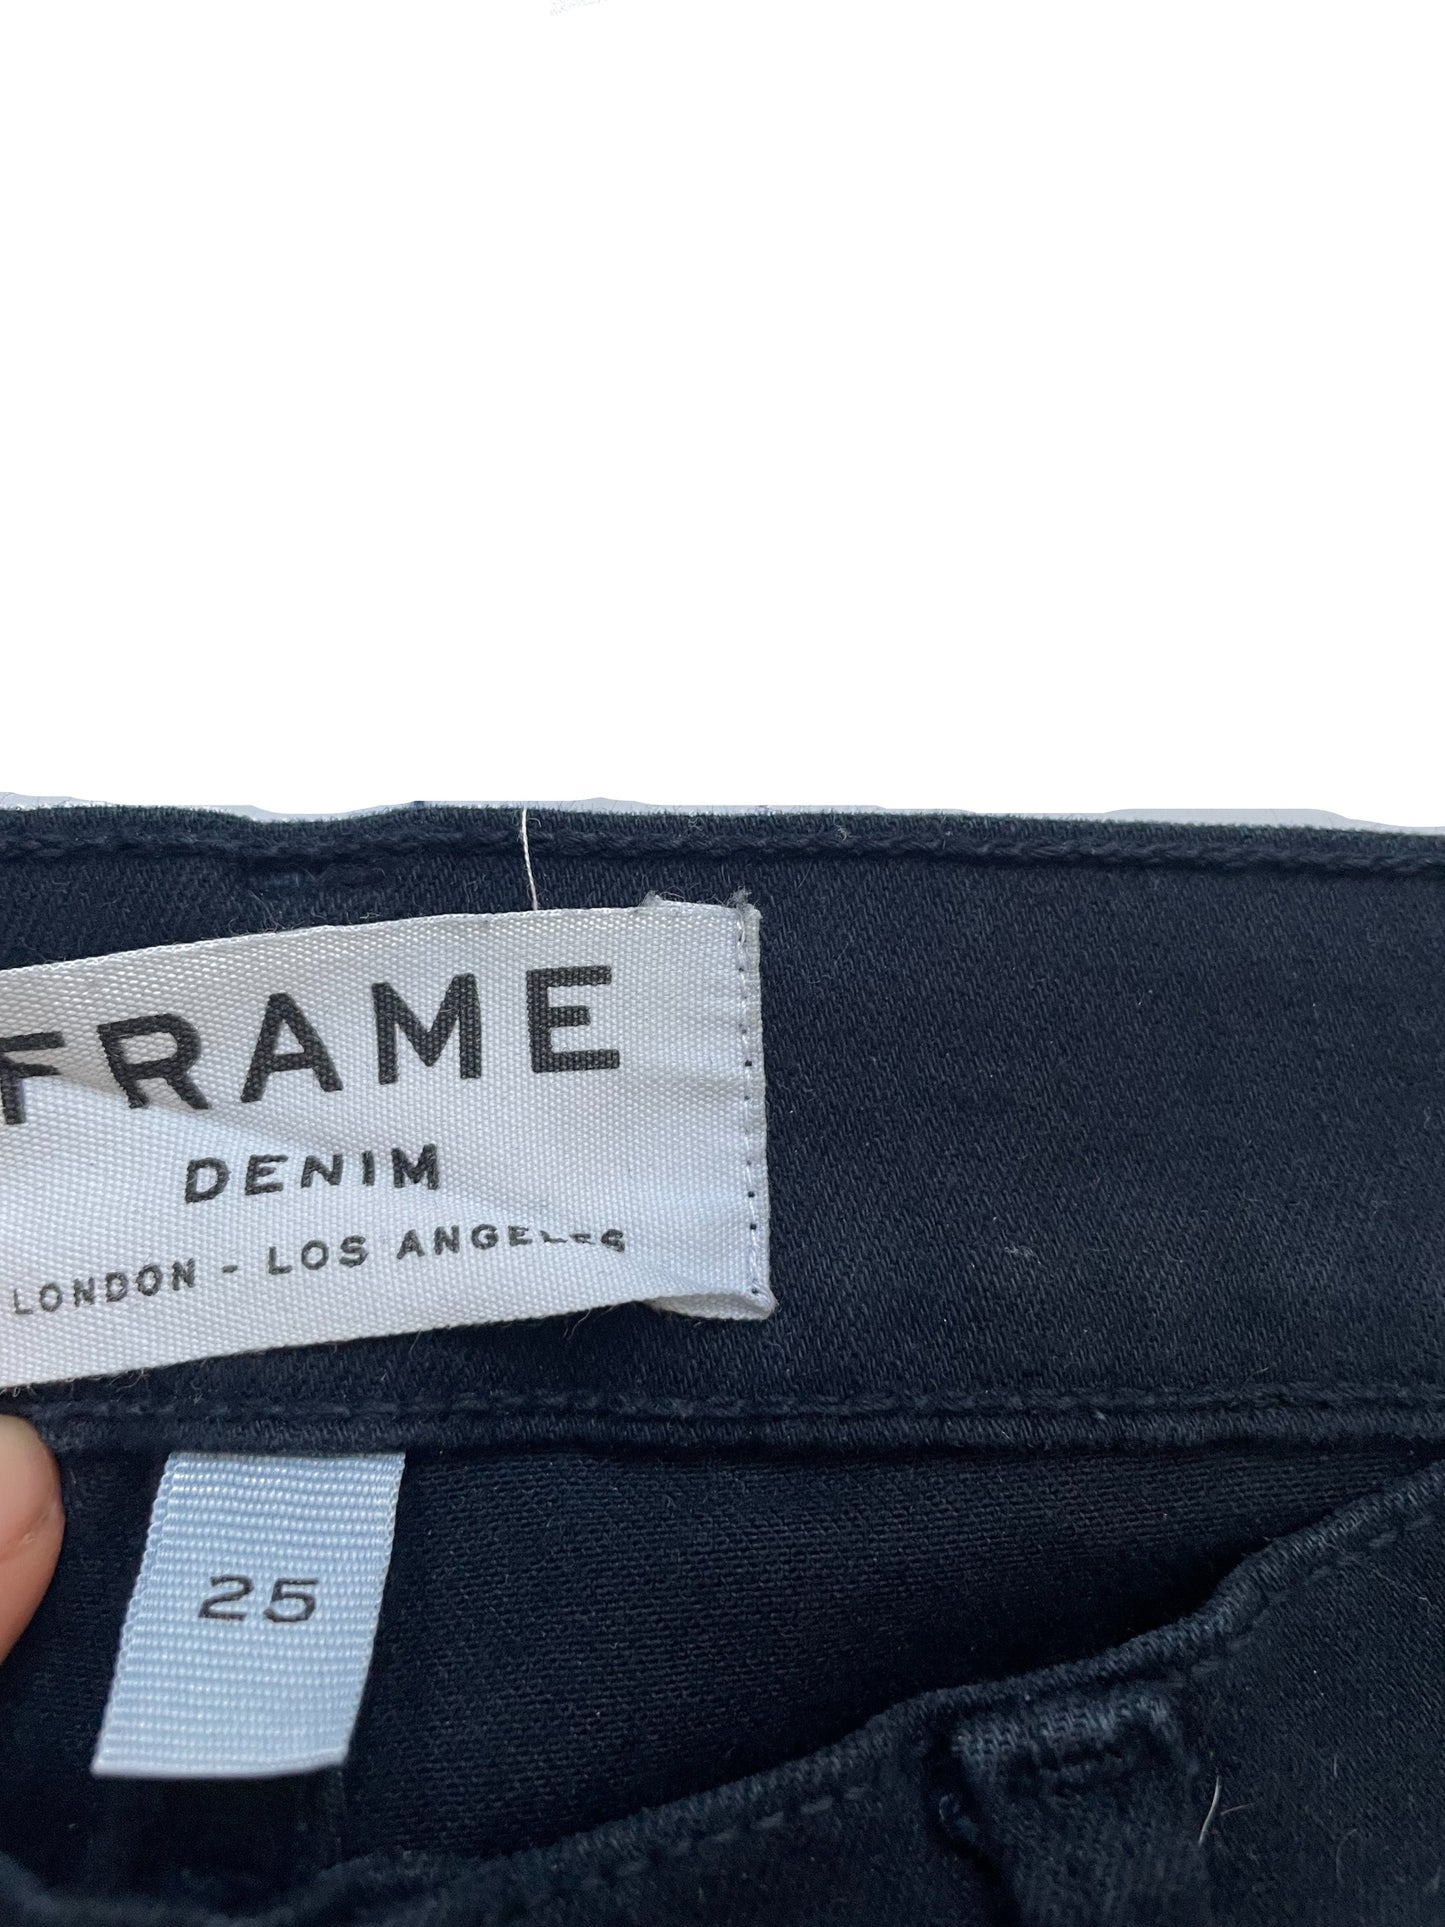 FRAME
DENIM
LONDON - LOS ANGELES
25